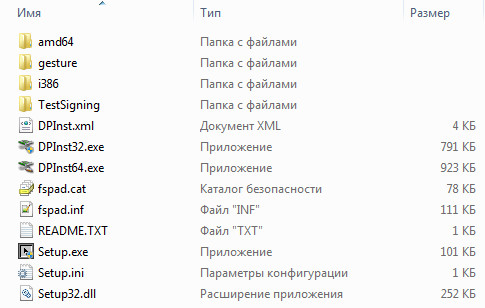 Имя Тип Размер
amd64 Папка с файлами
gesture Папка с файлами
i386 Папка с файлами
TestSigning Папка с файлами
DPInst.xml Документ XML 4 КБ
DPInst32.exe Приложение 791 КБ
DPInst64.exe Приложение 923 КБ
fspad.cat Каталог безопасности 78 КБ
fspad.inf Файл "INF" 111 КБ
README.TXT Файл "TXT" 1 КБ
Setup.exe Приложение 101 КБ
Setup.ini Параметры конфигурации 1 КБ
Setup32.dll Расширение приложения 252 КБ